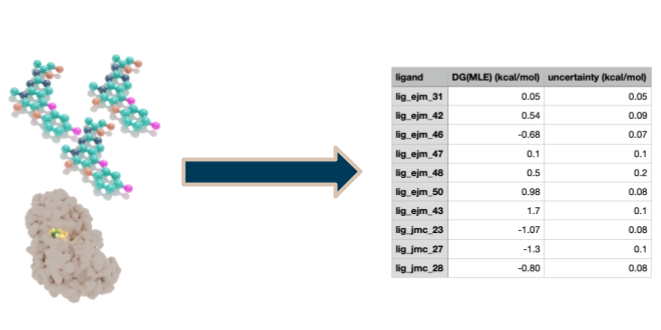 ligand DG(MLE) (kcal/mol) uncertainty (kcal/mol)
lig_ejm_31 0.05 0.05
lig_ejm_42 0.54 0.09
lig_ejm_46 -0.68 0.07
lig_ejm_47 0.1 0.1
lig_ejm_48 0.5 0.2
lig_ejm_50 0.98 0.08
lig_ejm_43 1.7 0.1
lig_jmc_23 -1.07 0.08
lig_jmc_27 -1.3 0.1
lig_jmc_28 -0.80 0.08